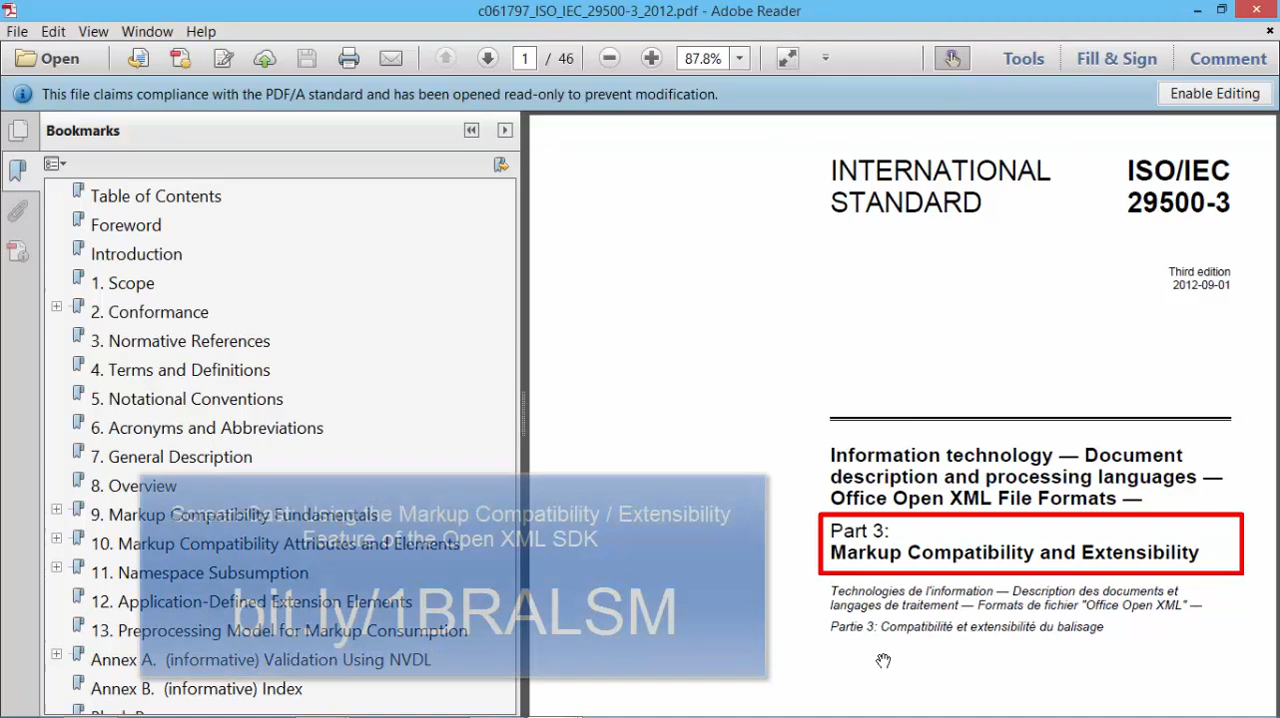 c061797_ISO_IEC_29500-3_2012.pdf - Adobe Reader
File Edit View Window Help
Open 1 / 46 87.8% Tools Fill & Sign Comment
This file claims compliance with the PDF/A standard and has been opened read-only to prevent modification. Enable Editing
Bookmarks
Table of Contents
Foreword
Introduction
1. Scope
2. Conformance
3. Normative References
4. Terms and Definitions
5. Notational Conventions
6. Acronyms and Abbreviations
7. General Description
8. Overview
9. Markup Compatibility Fundamentals
10. Markup Compatibility Attributes and Elements
11. Namespace Subsumption
12. Application-Defined Extension Elements
13. Preprocessing Model for Markup Consumption
Annex A. (informative) Validation Using NVDL
Annex B. (informative) Index
Screen-Cast: Using the Markup Compatibility / Extensibility
Feature of the Open XML SDK
bit.ly/1BRALSM
INTERNATIONAL
STANDARD
ISO/IEC
29500-3
Third edition
2012-09-01
Information technology — Document
description and processing languages —
Office Open XML File Formats —
Part 3:
Markup Compatibility and Extensibility
Technologies de l'information — Description des documents et
langages de traitement — Formats de fichier "Office Open XML" —
Partie 3: Compatibilité et extensibilité du balisage